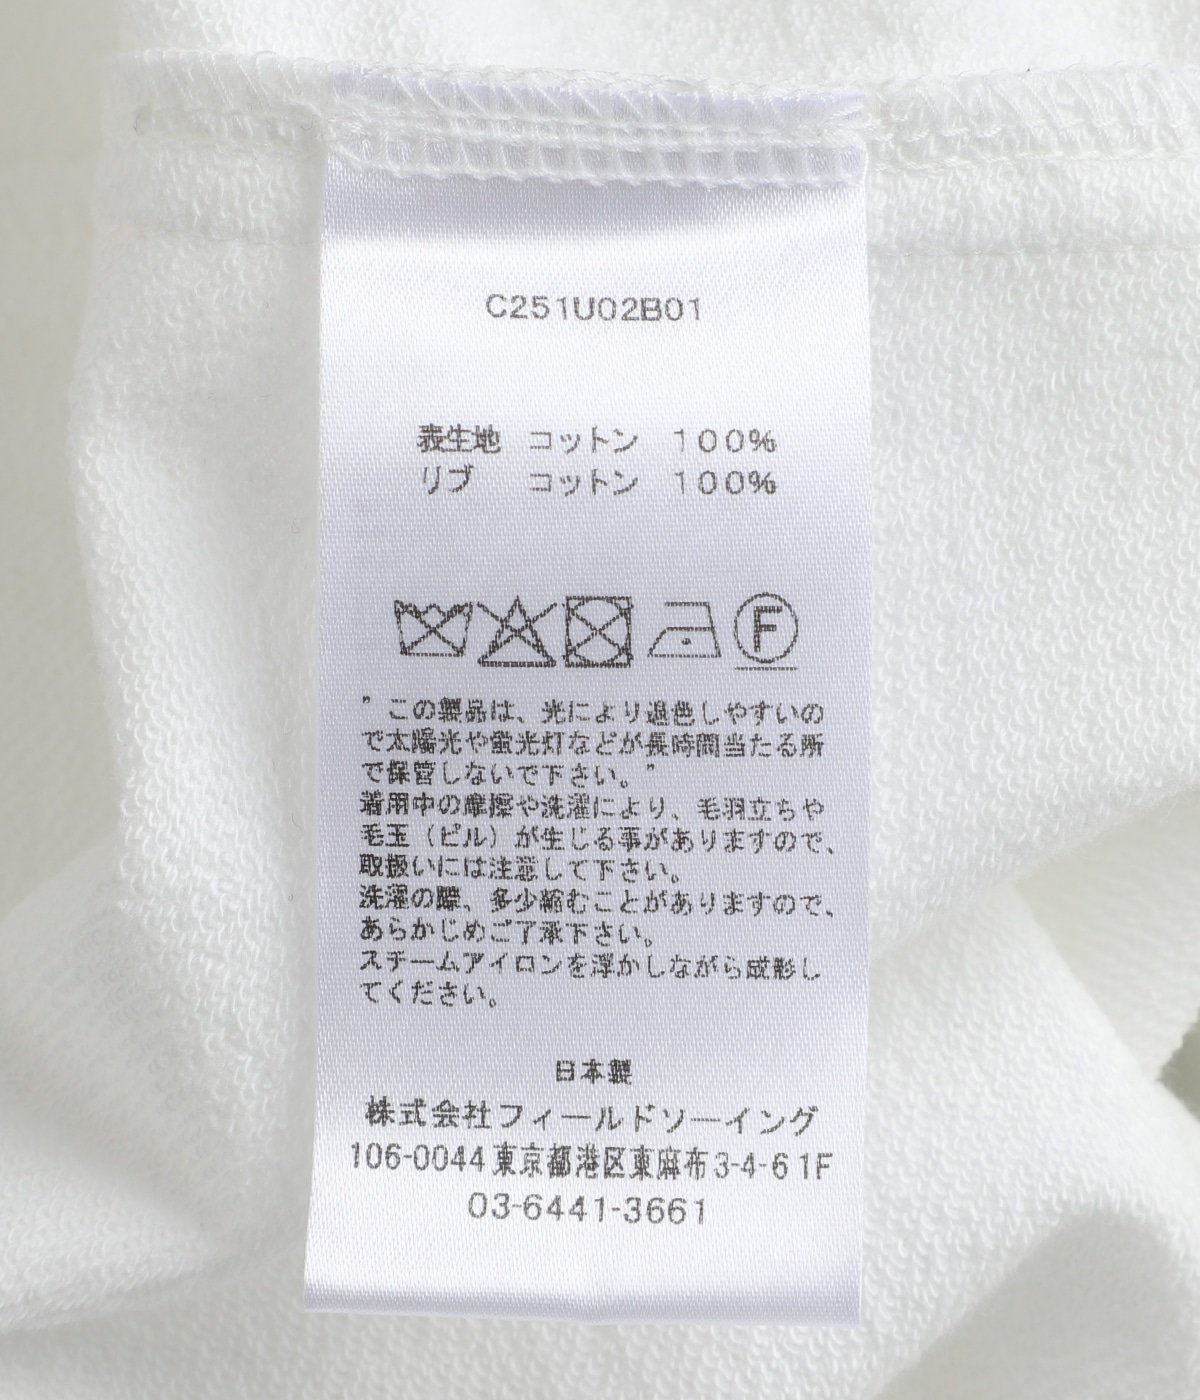 C251U02B01
表生地　コットン　１００％
リブ　　コットン　１００％
F
”この製品は、光により退色しやすいの
で太陽光や蛍光灯などが長時間当たる所
で保管しないで下さい。”
着用中の摩擦や洗濯により、毛羽立ちや
毛玉（ピル）が生じる事がありますので、
取扱いには注意して下さい。
洗濯の際、多少縮むことがありますので、
あらかじめご了承下さい。
スチームアイロンを浮かしながら成形し
てください。
日本製
株式会社フィールドソーイング
106-0044東京都港区東麻布3-4-6 1F
03-6441-3661